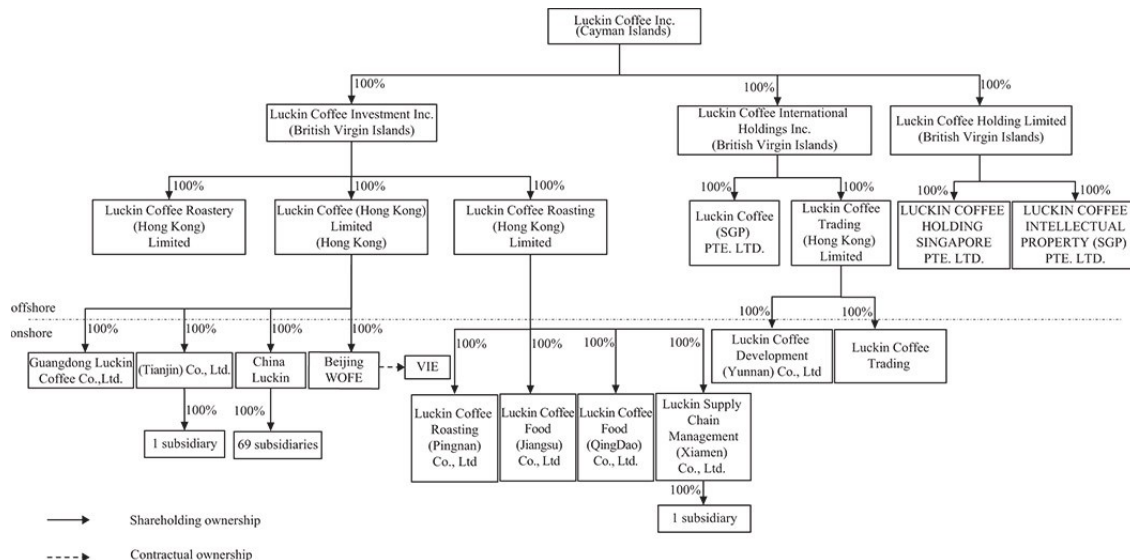 Luckin Coffee Inc.
(Cayman Islands)
100%
100%
100%
Luckin Coffee Investment Inc.
(British Virgin Islands)
Luckin Coffee International
Holdings Inc.
(British Virgin Islands)
Luckin Coffee Holding Limited
(British Virgin Islands)
100%
100%
100%
100%
100%
100%
100%
Luckin Coffee Roastery
(Hong Kong)
Limited
Luckin Coffee (Hong Kong)
Limited
(Hong Kong)
Luckin Coffee Roasting
(Hong Kong)
Limited
Luckin Coffee
(SGP)
PTE. LTD.
Luckin Coffee
Trading
(Hong Kong)
Limited
LUCKIN COFFEE
HOLDING
SINGAPORE
PTE. LTD.
LUCKIN COFFEE
INTELLECTUAL
PROPERTY (SGP)
PTE. LTD.
offshore
onshore
100%
100%
100%
100%
100%
100%
Guangdong Luckin
Coffee Co.,Ltd.
(Tianjin) Co., Ltd.
China
Luckin
Beijing
WOFE
VIE
Luckin Coffee
Development
(Yunnan) Co., Ltd
Luckin Coffee
Trading
100%
100%
100%
100%
100%
100%
1 subsidiary
69 subsidiaries
Luckin Coffee
Roasting
(Pingnan)
Co., Ltd
Luckin Coffee
Food
(Jiangsu)
Co., Ltd
Luckin Coffee
Food
(QingDao)
Co., Ltd.
Luckin Supply
Chain
Management
(Xiamen)
Co., Ltd.
100%
1 subsidiary
Shareholding ownership
Contractual ownership